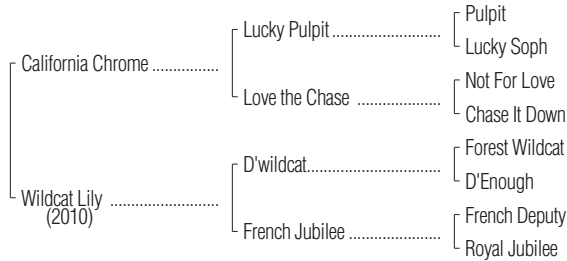 Pulpit
Lucky Pulpit
Lucky Soph
California Chrome
Not For Love
Love the Chase
Chase It Down
Forest Wildcat
D'wildcat
D'Enough
Wildcat Lily
(2010)
French Deputy
French Jubilee
Royal Jubilee